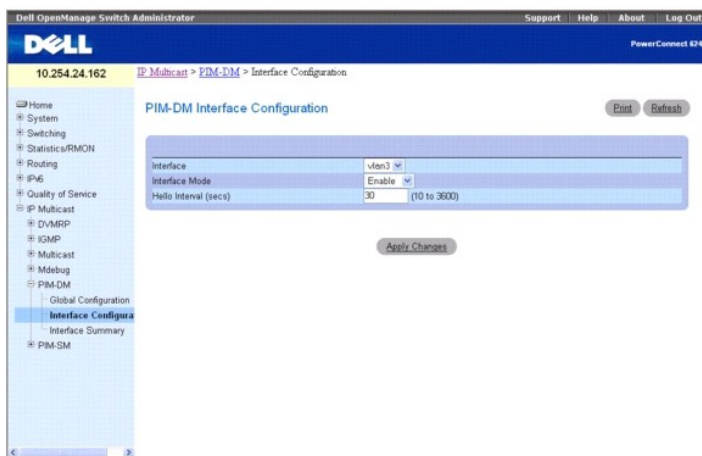 Dell OpenManage Switch Administrator Support Help About Log Out
DELL
PowerConnect 624
10.254.24.162
IP Multicast > PIM-DM > Interface Configuration
Home
System
Switching
Statistics/RMON
Routing
IPv6
Quality of Service
IP Multicast
DVMRP
IGMP
Multicast
Mdebug
PIM-DM
Global Configuration
Interface Configura
Interface Summary
PIM-SM
PIM-DM Interface Configuration
Print Refresh
Interface vlan3
Interface Mode Enable
Hello Interval (secs) 30 (10 to 3600)
Apply Changes